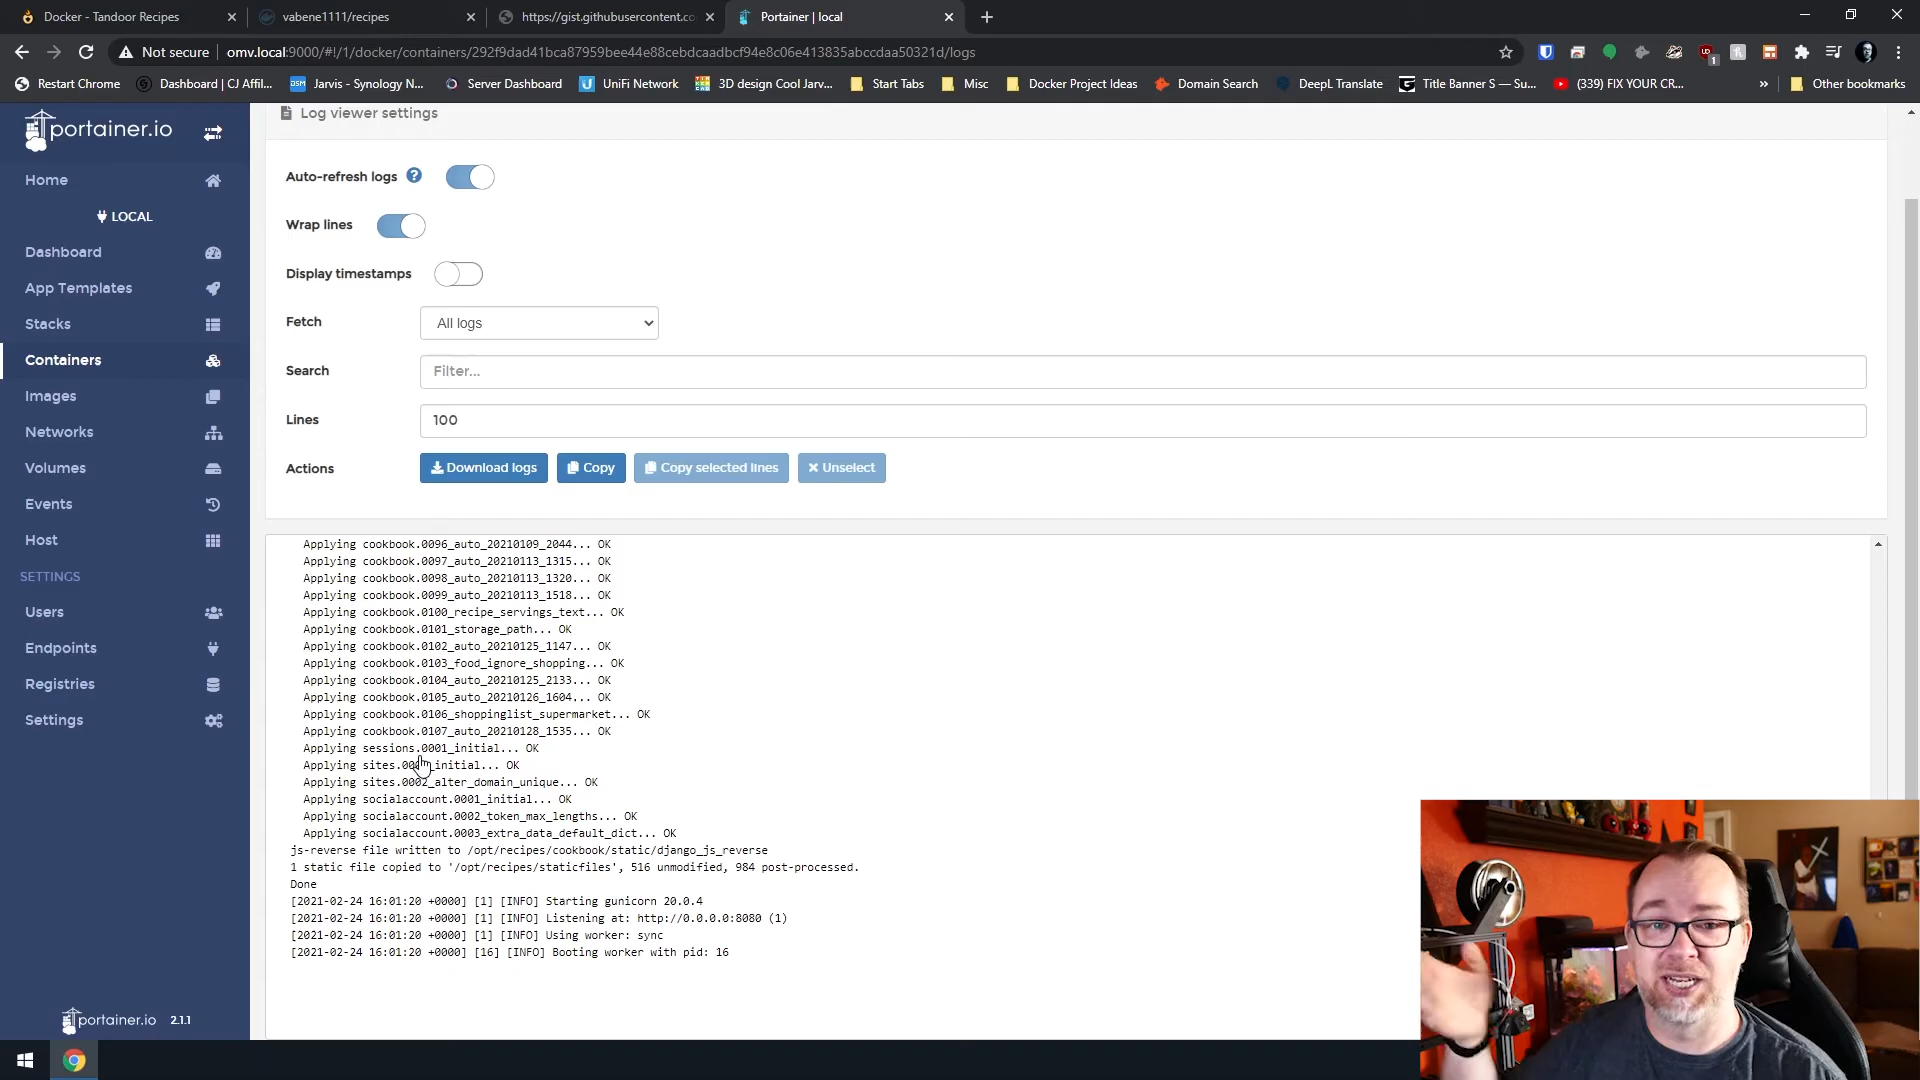 Docker - Tandoor Recipes
vabene1111/recipes
https://gist.githubusercontent.co
Portainer | local
Not secure
omv.local:9000/#!/1/docker/containers/292f9dad41bca87959bee44e88cebdcaadbcf94e8c06e413835abccdaa50321d/logs
Restart Chrome
Dashboard | CJ Affil...
Jarvis - Synology N...
Server Dashboard
UniFi Network
3D design Cool Jarv...
Start Tabs
Misc
Docker Project Ideas
Domain Search
DeepL Translate
Title Banner S — Su...
(339) FIX YOUR CR...
»
Other bookmarks
portainer.io
Home
LOCAL
Dashboard
App Templates
Stacks
Containers
Images
Networks
Volumes
Events
Host
SETTINGS
Users
Endpoints
Registries
Settings
portainer.io 2.1.1
Log viewer settings
Auto-refresh logs
Wrap lines
Display timestamps
Fetch
All logs
Search
Filter...
Lines
100
Actions
Download logs
Copy
Copy selected lines
Unselect
Applying cookbook.0096_auto_20210109_2044... OK
Applying cookbook.0097_auto_20210113_1315... OK
Applying cookbook.0098_auto_20210113_1320... OK
Applying cookbook.0099_auto_20210113_1518... OK
Applying cookbook.0100_recipe_servings_text... OK
Applying cookbook.0101_storage_path... OK
Applying cookbook.0102_auto_20210125_1147... OK
Applying cookbook.0103_food_ignore_shopping... OK
Applying cookbook.0104_auto_20210125_2133... OK
Applying cookbook.0105_auto_20210126_1604... OK
Applying cookbook.0106_shoppinglist_supermarket... OK
Applying cookbook.0107_auto_20210128_1535... OK
Applying sessions.0001_initial... OK
Applying sites.0001_initial... OK
Applying sites.0002_alter_domain_unique... OK
Applying socialaccount.0001_initial... OK
Applying socialaccount.0002_token_max_lengths... OK
Applying socialaccount.0003_extra_data_default_dict... OK
js-reverse file written to /opt/recipes/cookbook/static/django_js_reverse
1 static file copied to '/opt/recipes/staticfiles', 516 unmodified, 984 post-processed.
Done
[2021-02-24 16:01:20 +0000] [1] [INFO] Starting gunicorn 20.0.4
[2021-02-24 16:01:20 +0000] [1] [INFO] Listening at: http://0.0.0.0:8080 (1)
[2021-02-24 16:01:20 +0000] [1] [INFO] Using worker: sync
[2021-02-24 16:01:20 +0000] [16] [INFO] Booting worker with pid: 16